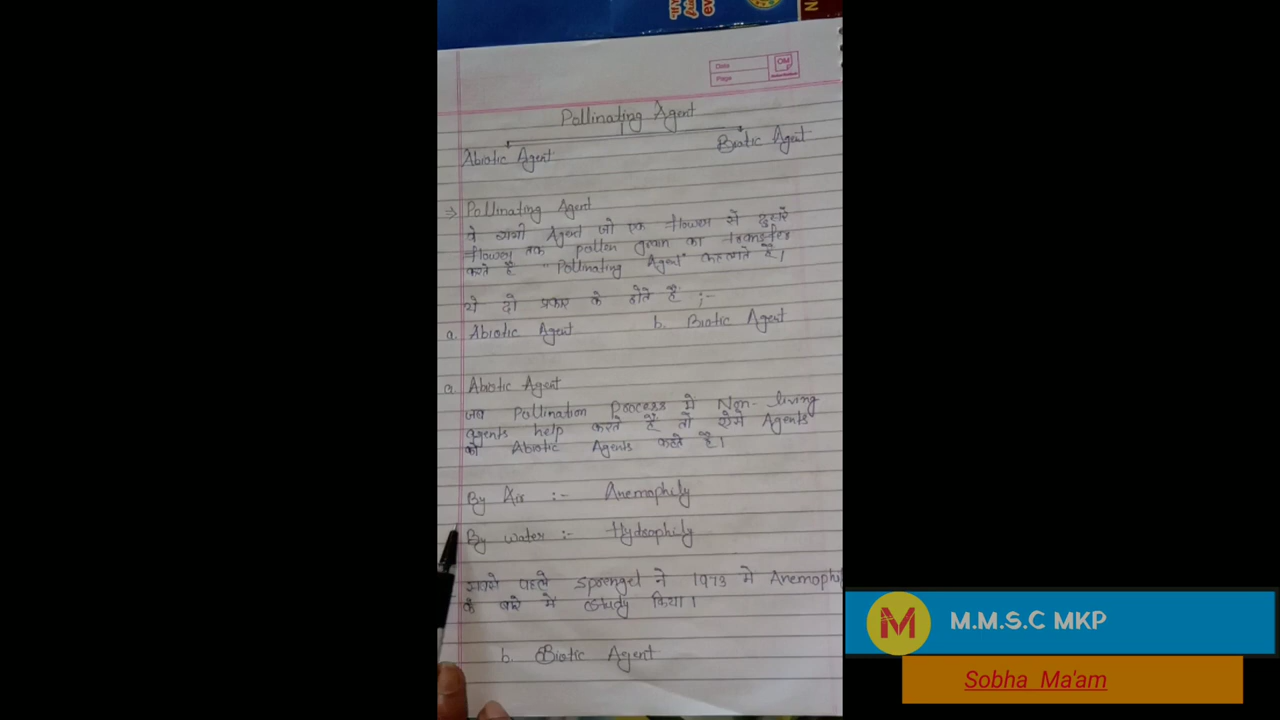 Date
Page
OM
Pollinating Agent
Abiotic Agent
Biotic Agent
⇒ Pollinating Agent
वे सभी Agent जो एक flower से दुसरे
flower तक pollen grain का transfer
करते है "Pollinating Agent" कहलाते है।
ये दो प्रकार के होते हैं ;-
a. Abiotic Agent b. Biotic Agent
a. Abiotic Agent
जब Pollination Process मे Non-living
agents help करते हैं तो ऐसे Agents
को Abiotic Agents कहते है।
By Air :- Anemophily
By water :- Hydrophily
सबसे पहले Sprengel ने 1973 मे Anemophil
के बारे मे study किया।
b. Biotic Agent
M
M.M.S.C MKP
Sobha Ma'am